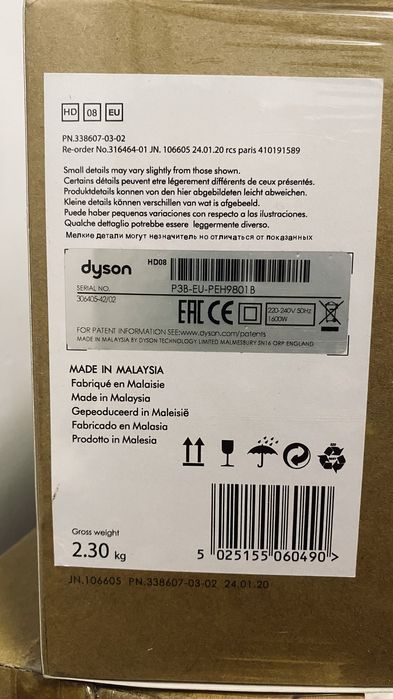 HD 08 EU
PN.338607-03-02
Re-order No.316464-01 JN. 106605 24.01.20 rcs paris 410191589
Small details may vary slightly from those shown.
Certains détails peuvent etre légerement différents de ceux présentés.
Produktdetails konnen von den hier abgebildeten leicht abweichen.
Kleine details können verschillen van wat is afgebeeld.
Puede haber pequenas variaciones con respecto a las ilustraciones.
Qualche dettaglio potrebbe essere leggermente diverso.
Мелкие детали могут незначитель но отличаться от показанных
dyson HD08
SERIAL NO. P3B-EU-PEH9801B
306405-42/02
EAC CE 220-240V 50Hz
1600W
FOR PATENT INFORMATION SEE:www.dyson.com/patents
MADE IN MALAYSIA BY DYSON TECHNOLOGY LIMITED MALMESBURY SN16 0RP ENGLAND
MADE IN MALAYSIA
Fabriqué en Malaisie
Made in Malaysia
Gepeoduceerd in Maleisië
Fabricado en Malasia
Prodotto in Malesia
Gross weight
2.30 kg
5 025155 060490 >
JN.106605 PN.338607-03-02 24.01.20